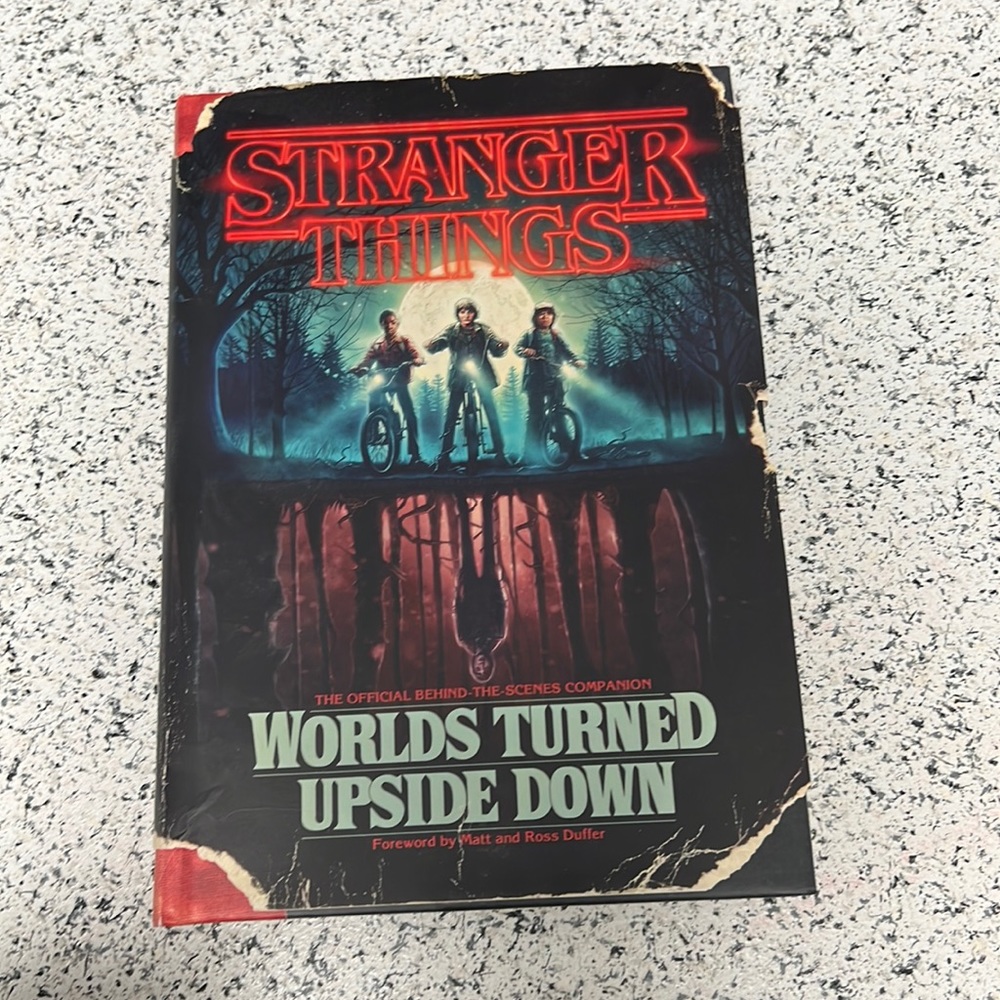 STRANGER
THINGS
THE OFFICIAL BEHIND-THE-SCENES COMPANION
WORLDS TURNED
UPSIDE DOWN
Foreword by Matt and Ross Duffer